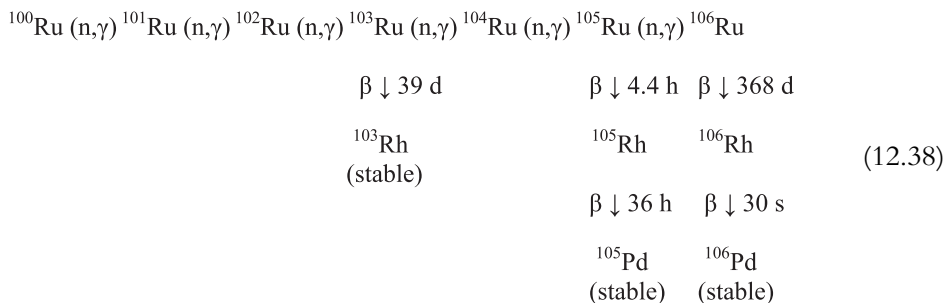 ¹⁰⁰Ru (n,γ) ¹⁰¹Ru (n,γ) ¹⁰²Ru (n,γ) ¹⁰³Ru (n,γ) ¹⁰⁴Ru (n,γ) ¹⁰⁵Ru (n,γ) ¹⁰⁶Ru
β ↓ 39 d β ↓ 4.4 h β ↓ 368 d
¹⁰³Rh ¹⁰⁵Rh ¹⁰⁶Rh
(12.38)
(stable)
β ↓ 36 h β ↓ 30 s
¹⁰⁵Pd ¹⁰⁶Pd
(stable) (stable)